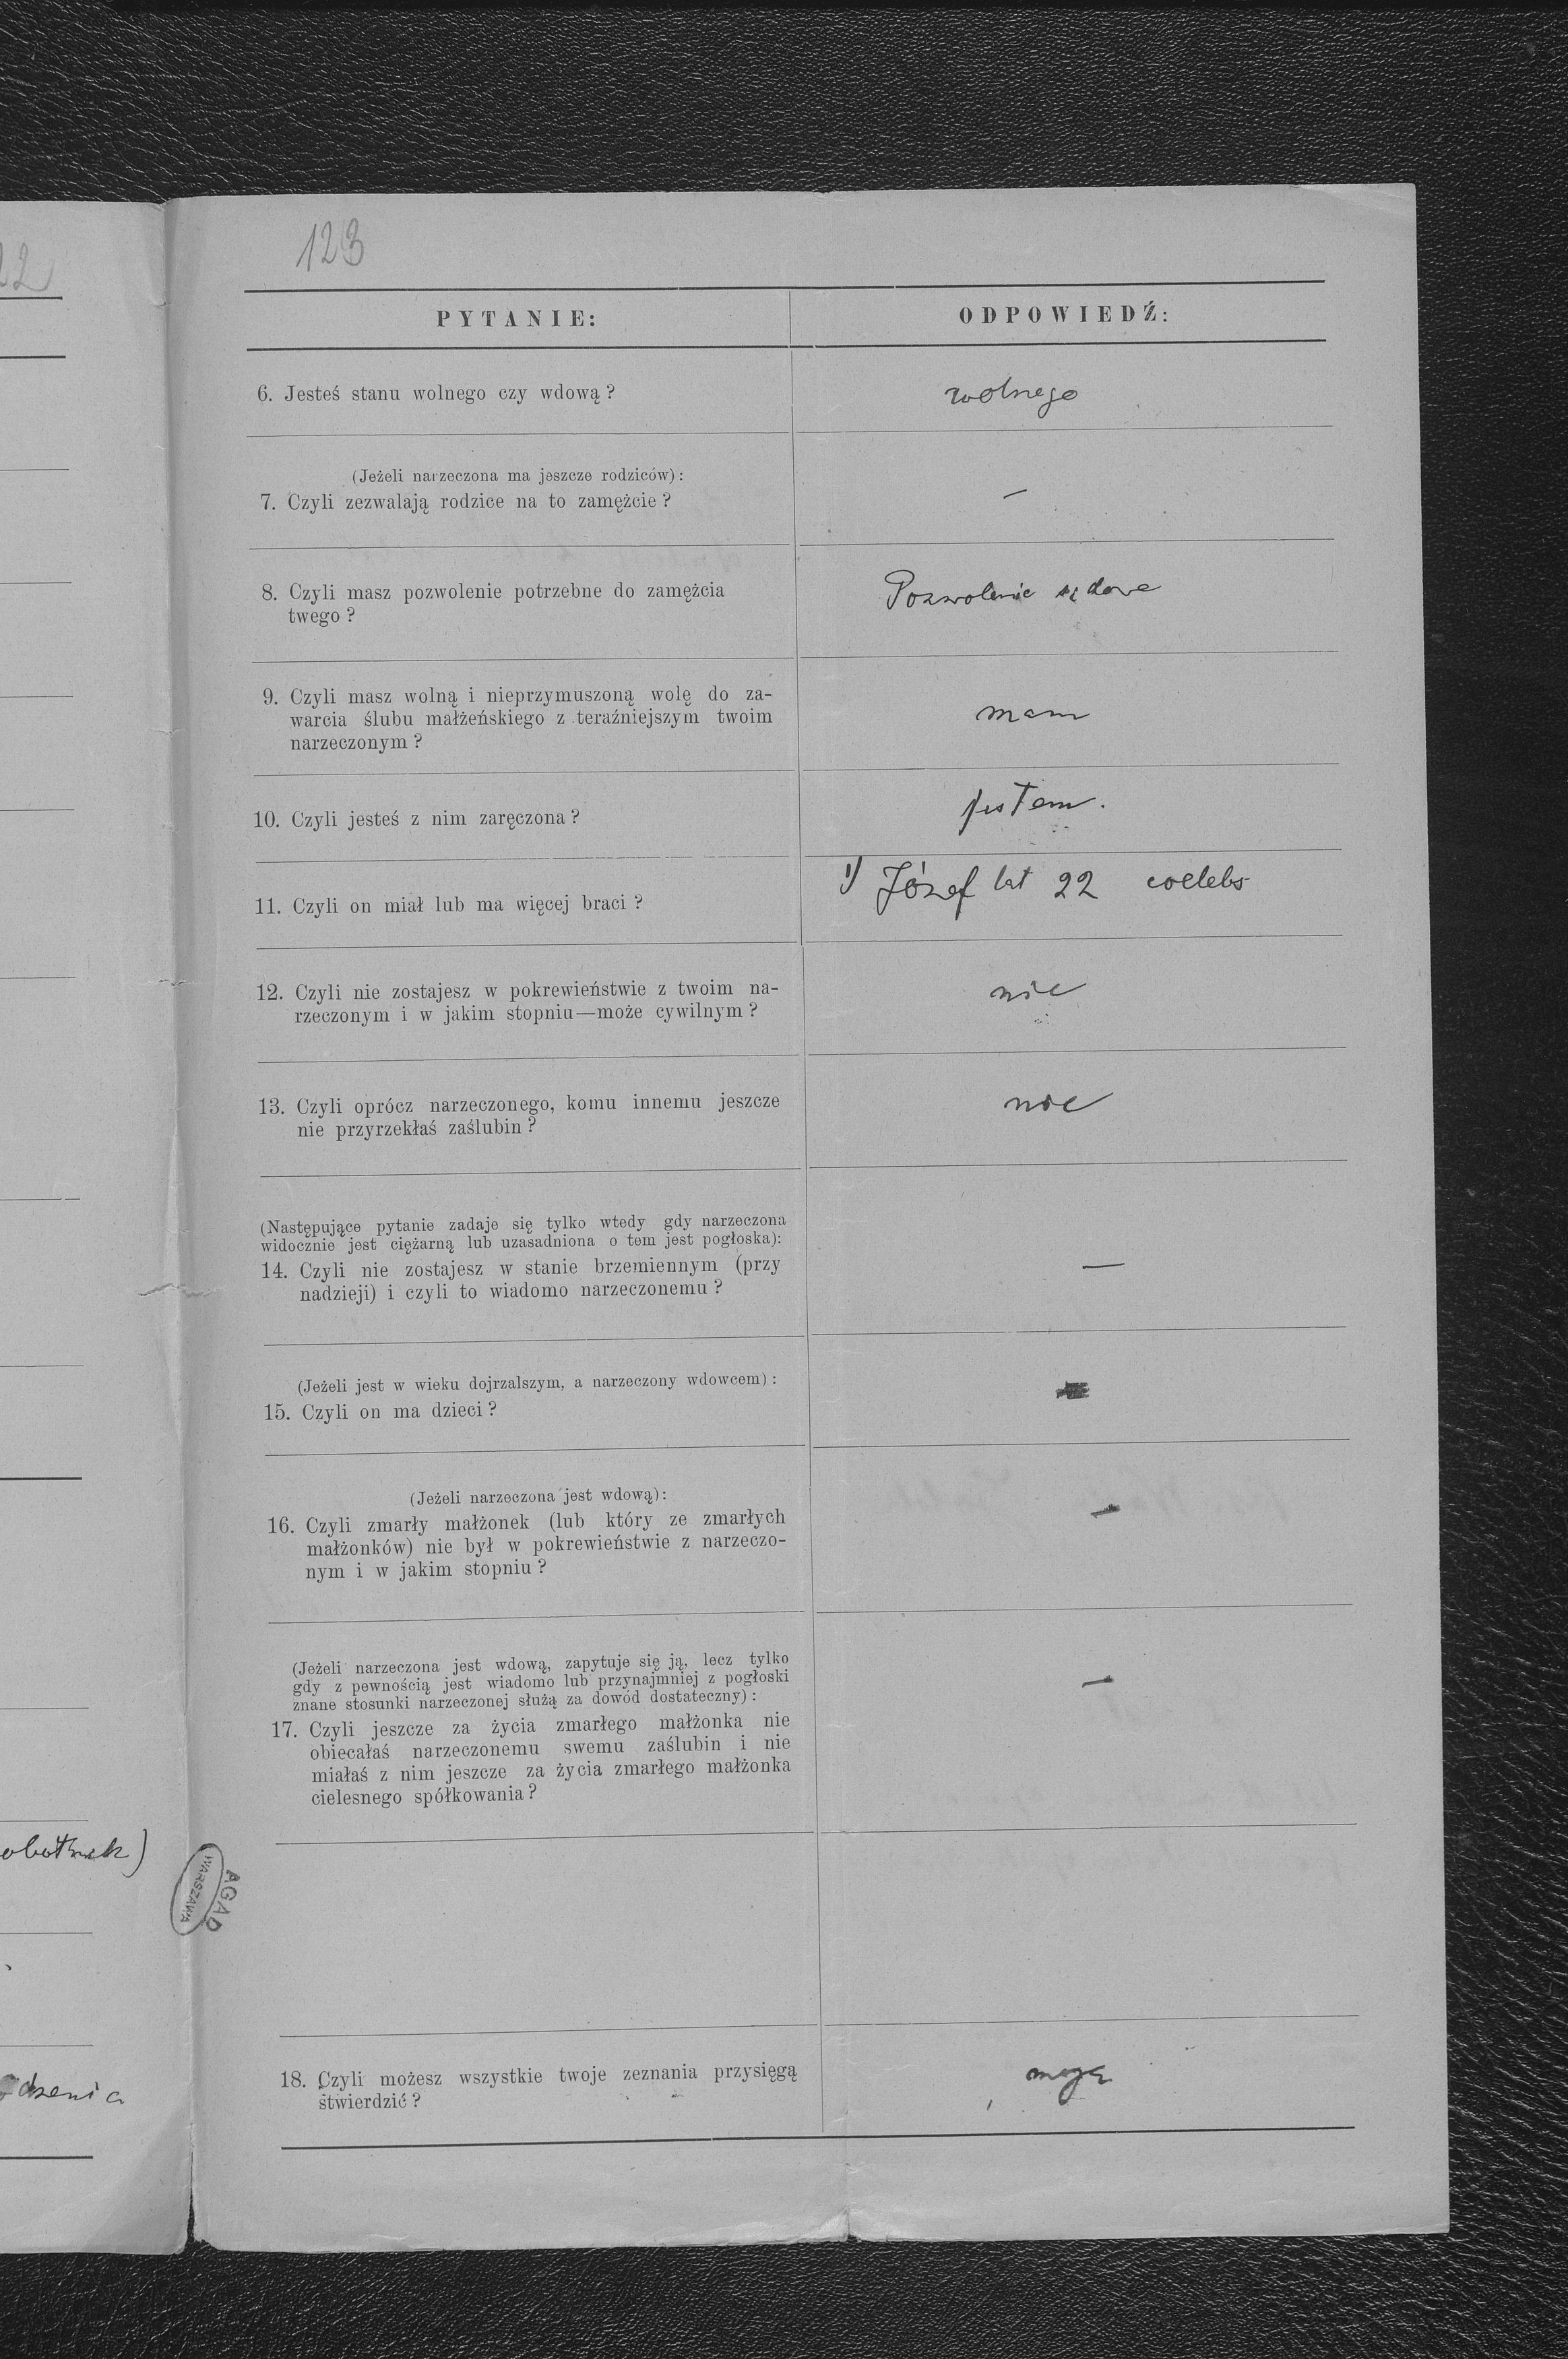 22
123
PYTANIE:
ODPOWIEDŹ:
6. Jesteś stanu wolnego czy wdową?
wolnego
(Jeżeli narzeczona ma jeszcze rodziców):
7. Czyli zezwalają rodzice na to zamężcie?
—
8. Czyli masz pozwolenie potrzebne do zamężcia
twego?
Pozwolenie sądowe
9. Czyli masz wolną i nieprzymuszoną wolę do za-
warcia ślubu małżeńskiego z teraźniejszym twoim
narzeczonym?
mam
10. Czyli jesteś z nim zaręczona?
jestem.
11. Czyli on miał lub ma więcej braci?
1) Józef lat 22 coelebs
12. Czyli nie zostajesz w pokrewieństwie z twoim na-
rzeczonym i w jakim stopniu—może cywilnym?
nie
13. Czyli oprócz narzeczonego, komu innemu jeszcze
nie przyrzekłaś zaślubin?
nie
(Następujące pytanie zadaje się tylko wtedy gdy narzeczona
widocznie jest ciężarną lub uzasadniona o tem jest pogłoska):
14. Czyli nie zostajesz w stanie brzemiennym (przy
nadzieji) i czyli to wiadomo narzeczonemu?
—
(Jeżeli jest w wieku dojrzalszym, a narzeczony wdowcem):
15. Czyli on ma dzieci?
(Jeżeli narzeczona jest wdową):
16. Czyli zmarły małżonek (lub który ze zmarłych
małżonków) nie był w pokrewieństwie z narzeczo-
nym i w jakim stopniu?
—
(Jeżeli narzeczona jest wdową, zapytuje się ją, lecz tylko
gdy z pewnością jest wiadomo lub przynajmniej z pogłoski
znane stosunki narzeczonej służą za dowód dostateczny):
17. Czyli jeszcze za życia zmarłego małżonka nie
obiecałaś narzeczonemu swemu zaślubin i nie
miałaś z nim jeszcze za życia zmarłego małżonka
cielesnego spółkowania?
—
obotnik)
AGAD
WARSZAWA
18. Czyli możesz wszystkie twoje zeznania przysięgą
stwierdzić?
mogę